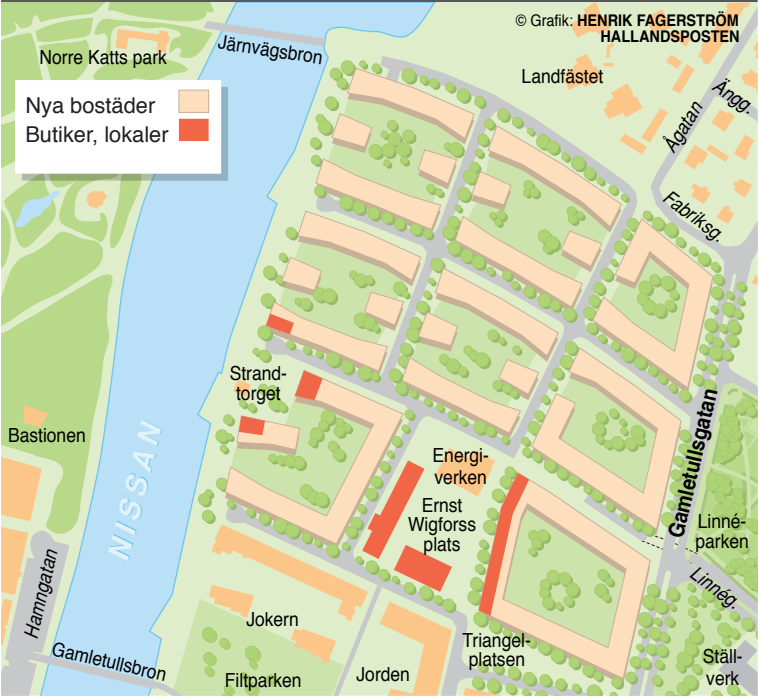 © Grafik: HENRIK FAGERSTRÖM
HALLANDSPOSTEN
Järnvägsbron
Norre Katts park
Landfästet
Nya bostäder
Butiker, lokaler
Ängg.
Ågatan
Fabriksg.
Strand-
torget
Bastionen
NISSAN
Energi-
verken
Ernst
Wigforss
plats
Gamletullsgatan
Linné-
parken
Linnég.
Hamngatan
Jokern
Gamletullsbron
Filtparken
Jorden
Triangel-
platsen
Ställ-
verk